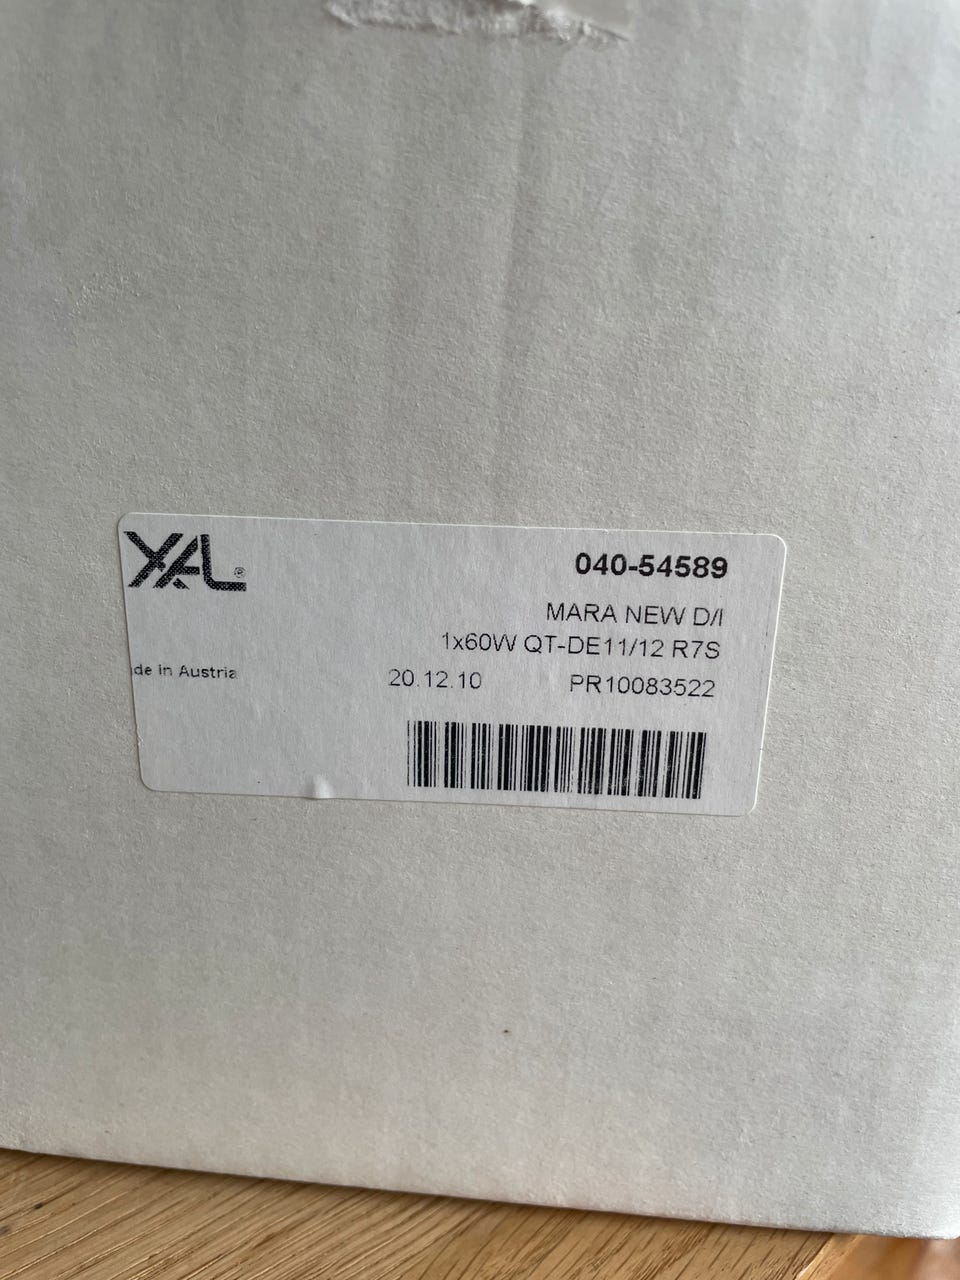 XAL®
040-54589
MARA NEW D/I
1x60W QT-DE11/12 R7S
de in Austria
20.12.10 PR10083522